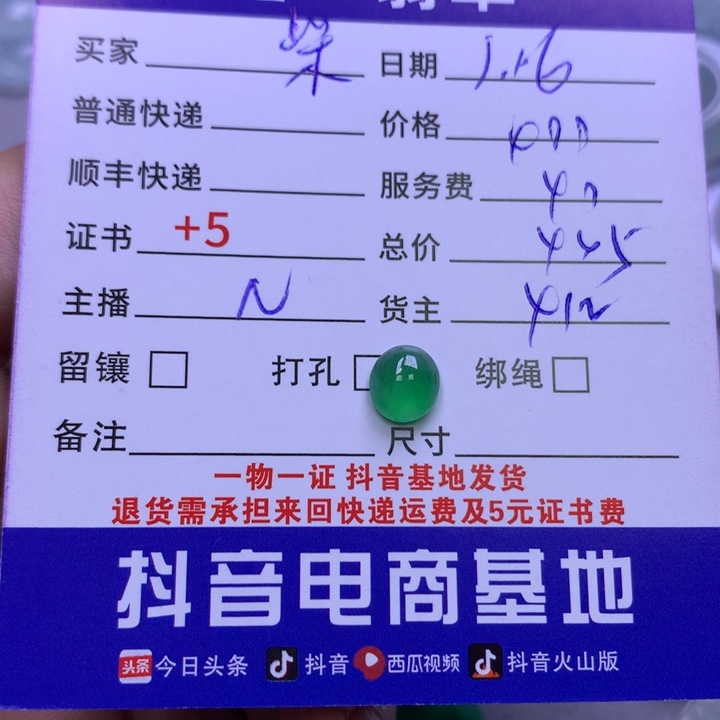 买家 柴 日期 1.16
普通快递 价格 400
顺丰快递 服务费 40
证书 +5 总价 445
主播 N 货主 412
留镶 打孔 绑绳
备注 尺寸
一物一证 抖音基地发货
退货需承担来回快递运费及5元证书费
抖音电商基地
头条 今日头条 抖音 西瓜视频 抖音火山版